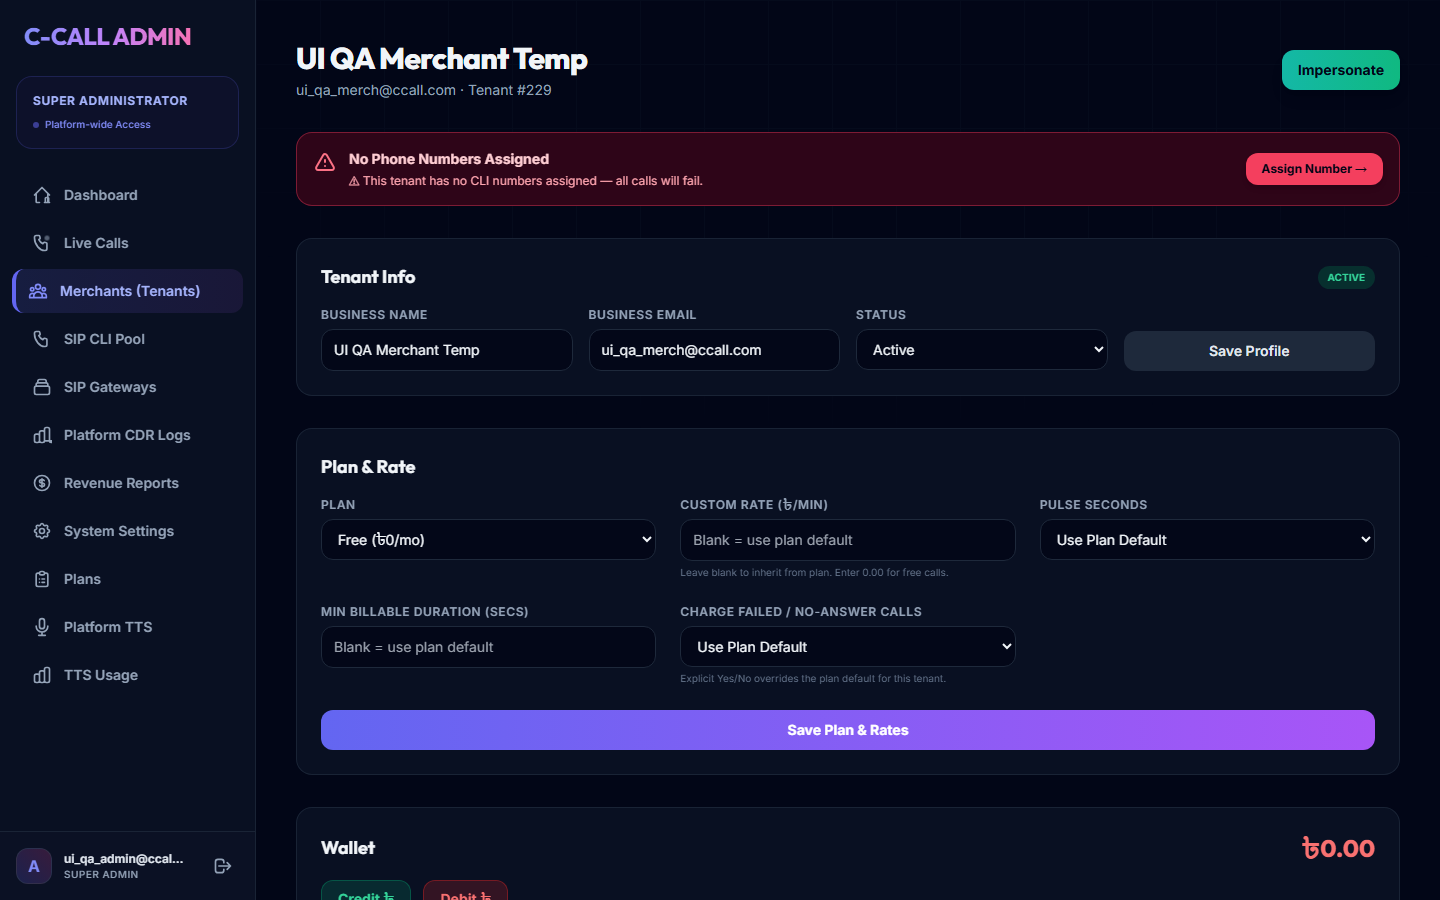 C-CALL ADMIN
SUPER ADMINISTRATOR
Platform-wide Access
Dashboard
Live Calls
Merchants (Tenants)
SIP CLI Pool
SIP Gateways
Platform CDR Logs
Revenue Reports
System Settings
Plans
Platform TTS
TTS Usage
A
ui_qa_admin@ccal...
SUPER ADMIN
UI QA Merchant Temp
ui_qa_merch@ccall.com · Tenant #229
Impersonate
No Phone Numbers Assigned
⚠ This tenant has no CLI numbers assigned — all calls will fail.
Assign Number →
Tenant Info
ACTIVE
BUSINESS NAME
BUSINESS EMAIL
STATUS
UI QA Merchant Temp
ui_qa_merch@ccall.com
Active
Save Profile
Plan & Rate
PLAN
CUSTOM RATE (৳/MIN)
PULSE SECONDS
Free (৳0/mo)
Blank = use plan default
Use Plan Default
Leave blank to inherit from plan. Enter 0.00 for free calls.
MIN BILLABLE DURATION (SECS)
CHARGE FAILED / NO-ANSWER CALLS
Blank = use plan default
Use Plan Default
Explicit Yes/No overrides the plan default for this tenant.
Save Plan & Rates
Wallet
৳0.00
Credit ৳
Debit ৳